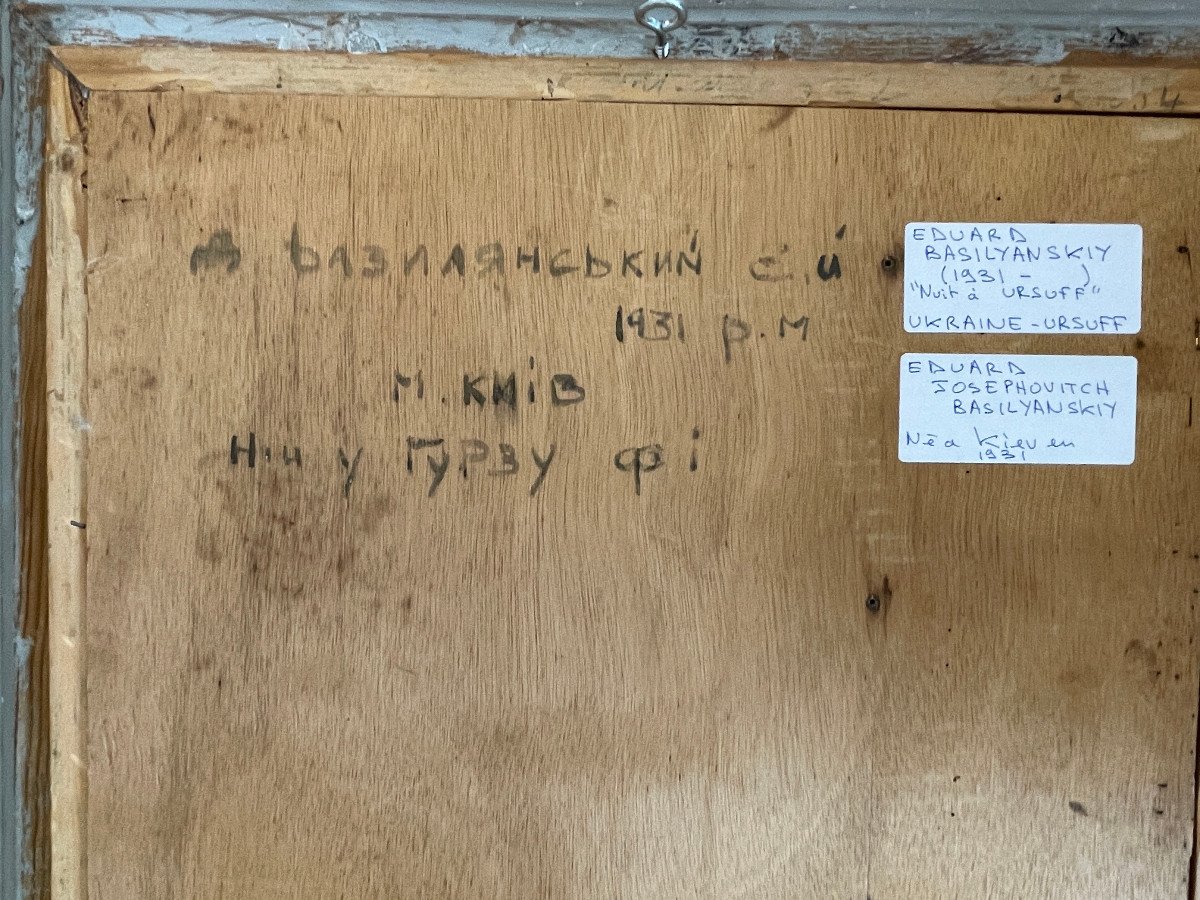 БАЗИЛЯНСЬКИЙ Є.Й
1931 р.М
М. КИЇВ
Ніч у ГУРЗУФі
EDUARD
BASILYANSKIY
(1931 - )
"Nuit à URSUFF"
UKRAINE-URSUFF
EDUARD
JOSEPHOVITCH
BASILYANSKIY
Né a Kiev en
1931